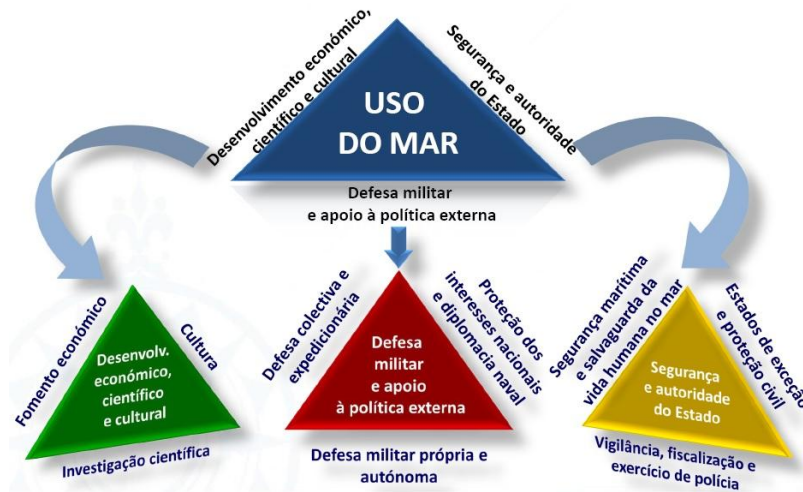 Desenvolvimento económico,
científico e cultural
Segurança e autoridade
do Estado
USO
DO MAR
Defesa militar
e apoio à política externa
Fomento económico
Cultura
Desenvolv.
económico,
científico
e cultural
Investigação científica
Defesa colectiva e
expedicionária
Proteção dos
interesses nacionais
e diplomacia naval
Defesa
militar
e apoio
à política externa
Defesa militar própria e
autónoma
Segurança marítima
e salvaguarda da
vida humana no mar
Estados de exceção
e proteção civil
Segurança
e autoridade
do Estado
Vigilância, fiscalização e
exercício de polícia